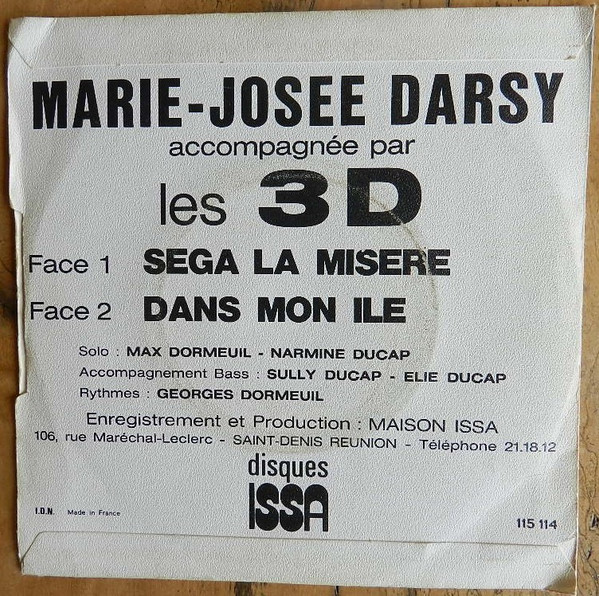 MARIE-JOSEE DARSY
accompagnée par
les 3D
Face 1 SEGA LA MISERE
Face 2 DANS MON ILE
Solo : MAX DORMEUIL - NARMINE DUCAP
Accompagnement Bass : SULLY DUCAP - ELIE DUCAP
Rythmes : GEORGES DORMEUIL
Enregistrement et Production : MAISON ISSA
106, rue Maréchal-Leclerc - SAINT-DENIS REUNION - Téléphone 21.18.12
disques
ISSA
I.D.N. Made in France
115 114